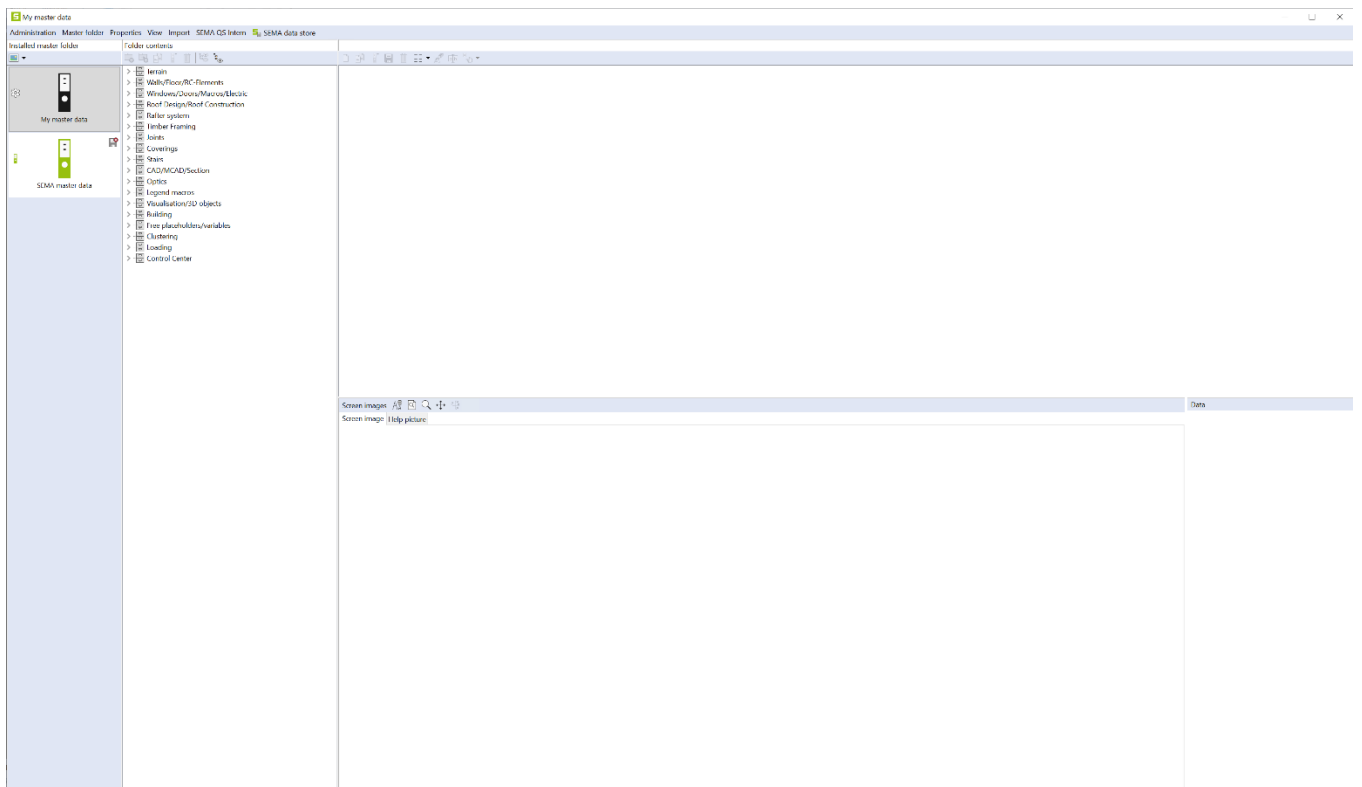 My master data
Administration Master folder Properties View Import SEMA QS Intern SEMA data store
Installed master folder
Folder contents
My master data
SEMA master data
Terrain
Walls/Floor/RC-Elements
Windows/Doors/Macros/Electric
Roof Design/Roof Construction
Rafter system
Timber Framing
Joints
Coverings
Stairs
CAD/MCAD/Section
Optics
Legend macros
Visualisation/3D objects
Building
Free placeholders/variables
Clustering
Loading
Control Center
Screen images
Data
Screen image Help picture